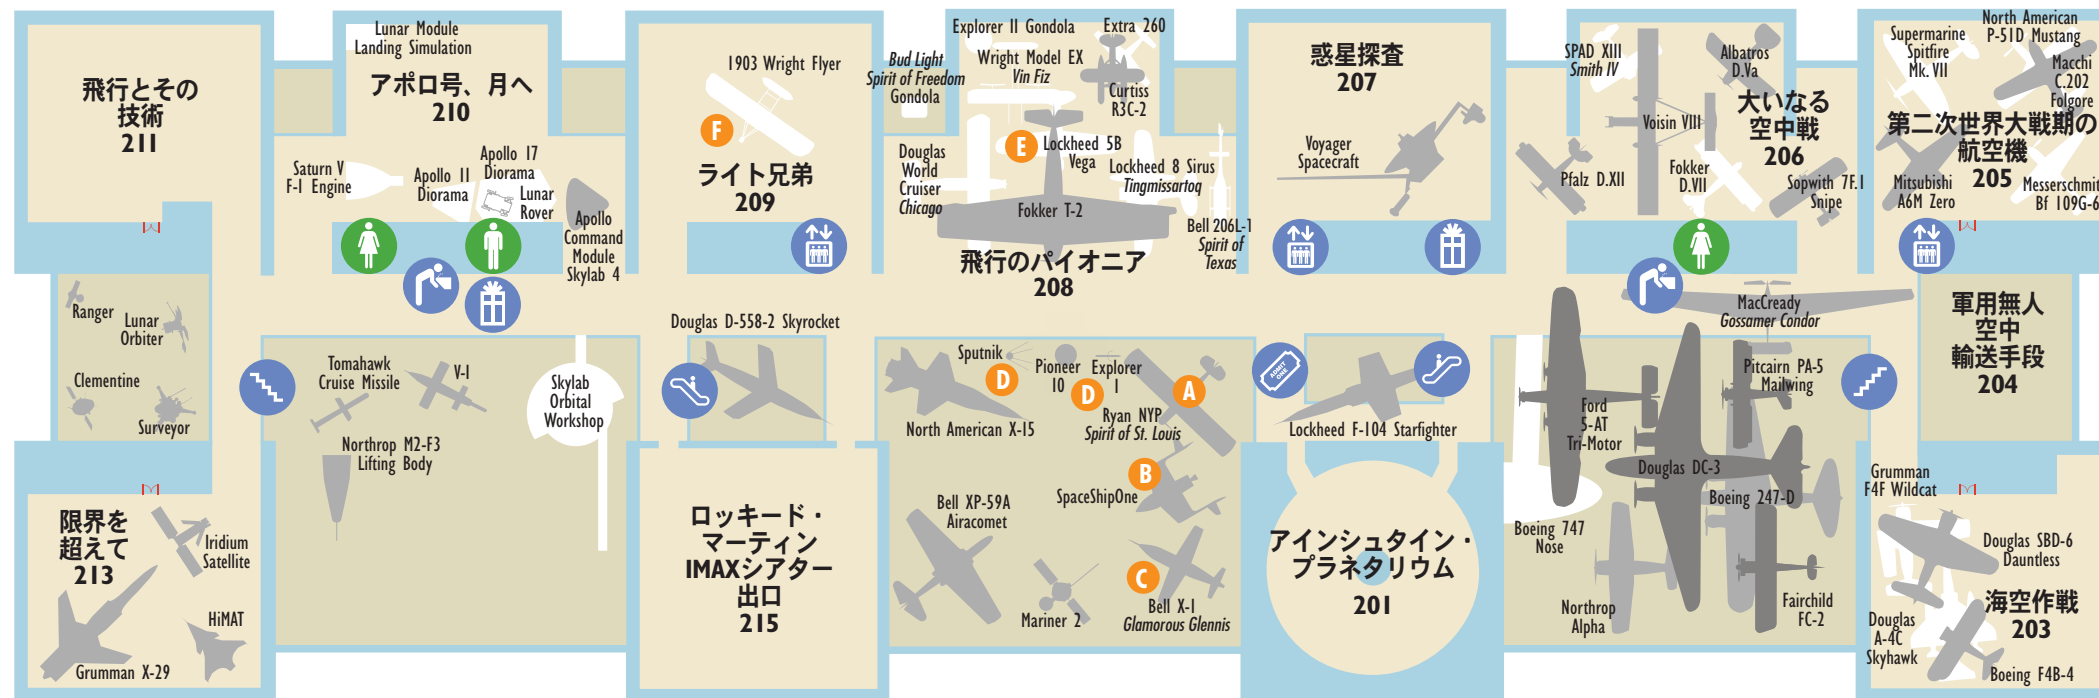 飛行とその
技術
211
Lunar Module
Landing Simulation
アポロ号、月へ
210
Saturn V
F-1 Engine
Apollo 11
Diorama
Apollo 17
Diorama
Lunar
Rover
Apollo
Command
Module
Skylab 4
1903 Wright Flyer
F
ライト兄弟
209
Bud Light
Spirit of Freedom
Gondola
Explorer II Gondola
Wright Model EX
Vin Fiz
Extra 260
Curtiss
R3C-2
E
Lockheed 5B
Vega
Douglas
World
Cruiser
Chicago
Lockheed 8 Sirus
Tingmissartoq
Fokker T-2
Bell 206L-1
Spirit of
Texas
飛行のパイオニア
208
惑星探査
207
Voyager
Spacecraft
SPAD XIII
Smith IV
Albatros
D.Va
大いなる
空中戦
206
Voisin VIII
Pfalz D.XII
Fokker
D.VII
Sopwith 7F.1
Snipe
Supermarine
Spitfire
Mk. VII
North American
P-51D Mustang
Macchi
C.202
Folgore
第二次世界大戦期の
航空機
205
Mitsubishi
A6M Zero
Messerschmit
Bf 109G-6
Ranger
Lunar
Orbiter
Clementine
Surveyor
Tomahawk
Cruise Missile
V-1
Northrop M2-F3
Lifting Body
Skylab
Orbital
Workshop
Douglas D-558-2 Skyrocket
Sputnik
D
Pioneer
10
D
Explorer
1
A
Ryan NYP
Spirit of St. Louis
North American X-15
B
SpaceShipOne
Bell XP-59A
Airacomet
Mariner 2
C
Bell X-1
Glamorous Glennis
ADMIT
ONE
Lockheed F-104 Starfighter
MacCready
Gossamer Condor
Pitcairn PA-5
Mailwing
Ford
5-AT
Tri-Motor
Douglas DC-3
Boeing 247-D
Boeing 747
Nose
Northrop
Alpha
Fairchild
FC-2
軍用無人
空中
輸送手段
204
限界を
超えて
213
Iridium
Satellite
HiMAT
Grumman X-29
ロッキード・
マーティン
IMAXシアター
出口
215
アインシュタイン・
プラネタリウム
201
Grumman
F4F Wildcat
Douglas SBD-6
Dauntless
海空作戦
203
Douglas
A-4C
Skyhawk
Boeing F4B-4